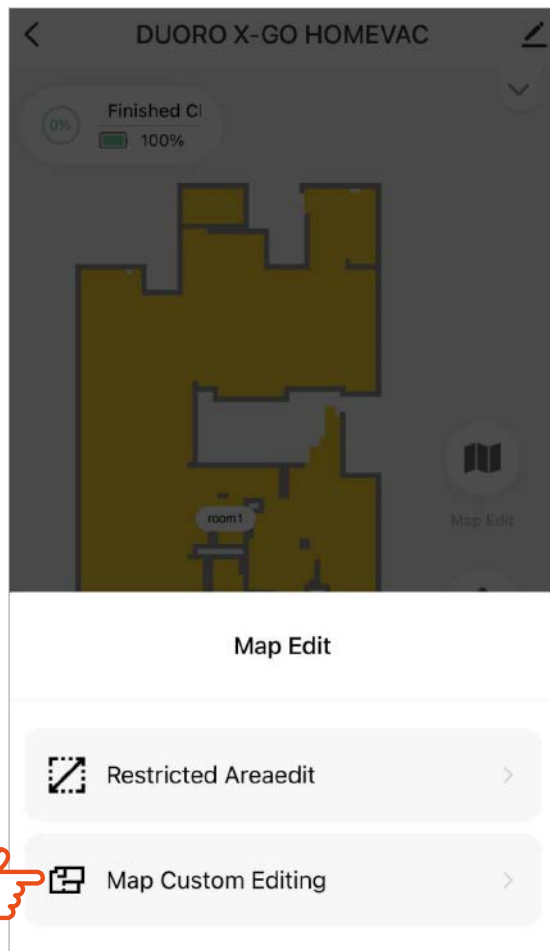 DUORO X-GO HOMEVAC
0%
Finished Cl
100%
room1
Map Edit
Map Edit
Restricted Areaedit
Map Custom Editing